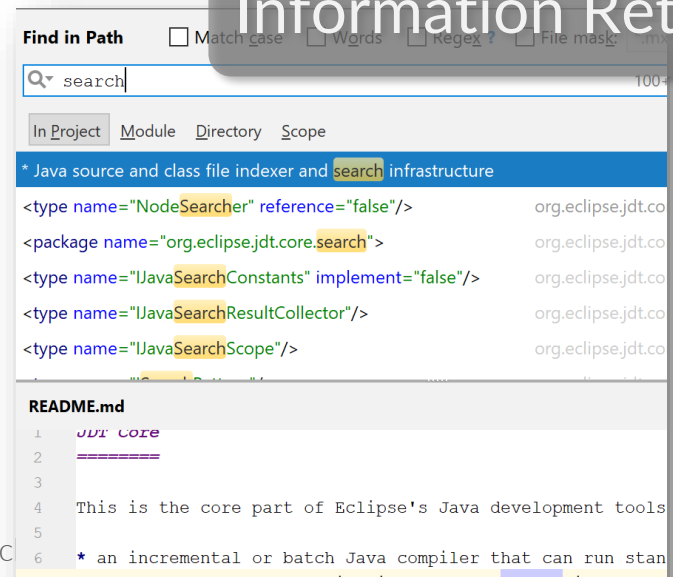 Information Ret
Find in Path Match case Words Regex ? File mask: .mx
search 100+
In Project Module Directory Scope
* Java source and class file indexer and search infrastructure
<type name="NodeSearcher" reference="false"/> org.eclipse.jdt.co
<package name="org.eclipse.jdt.core.search"> org.eclipse.jdt.co
<type name="IJavaSearchConstants" implement="false"/> org.eclipse.jdt.co
<type name="IJavaSearchResultCollector"/> org.eclipse.jdt.co
<type name="IJavaSearchScope"/> org.eclipse.jdt.co
README.md
1 JDT Core
2 ========
3
4 This is the core part of Eclipse's Java development tools
5
6 * an incremental or batch Java compiler that can run stan